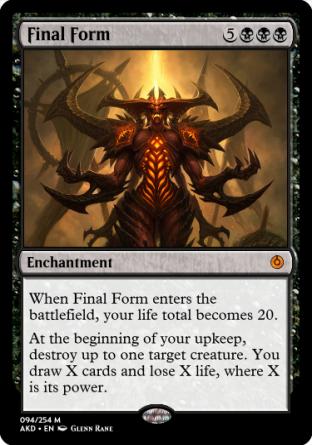 Final Form 5
Enchantment
When Final Form enters the
battlefield, your life total becomes 20.
At the beginning of your upkeep,
destroy up to one target creature. You
draw X cards and lose X life, where X
is its power.
094/254 M
AKD • EN Glenn Rane